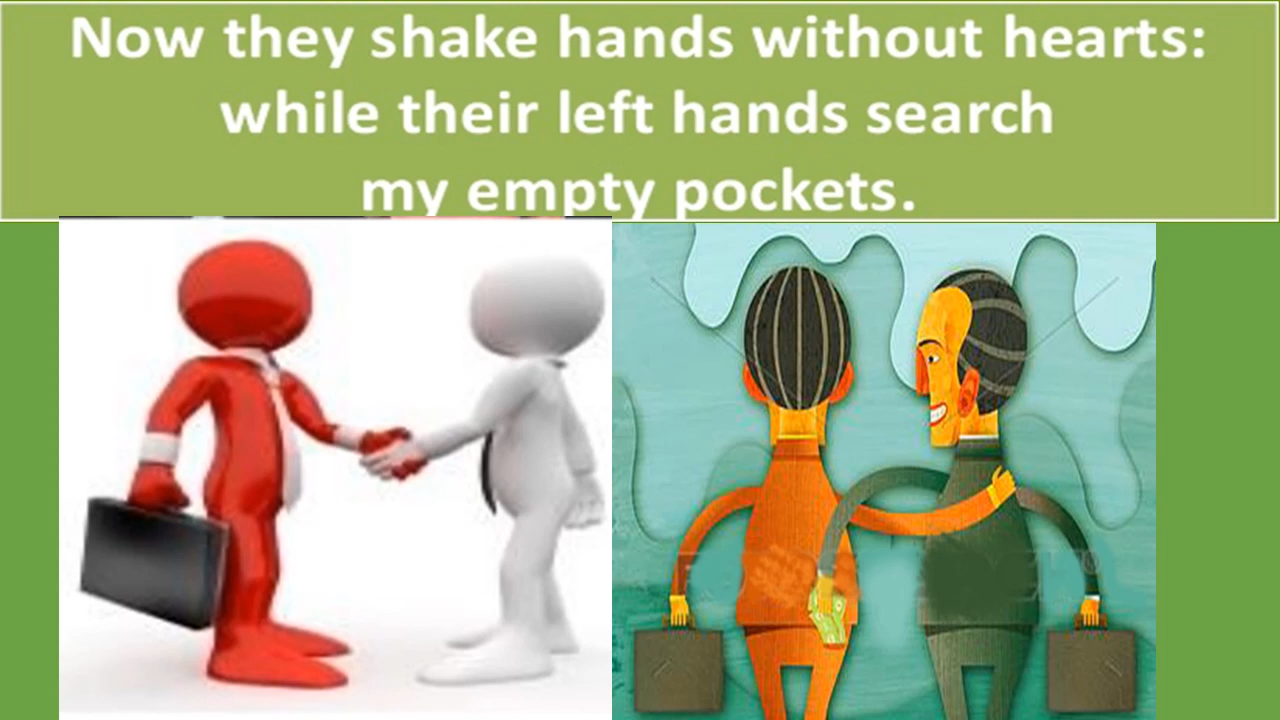 Now they shake hands without hearts:
while their left hands search
my empty pockets.